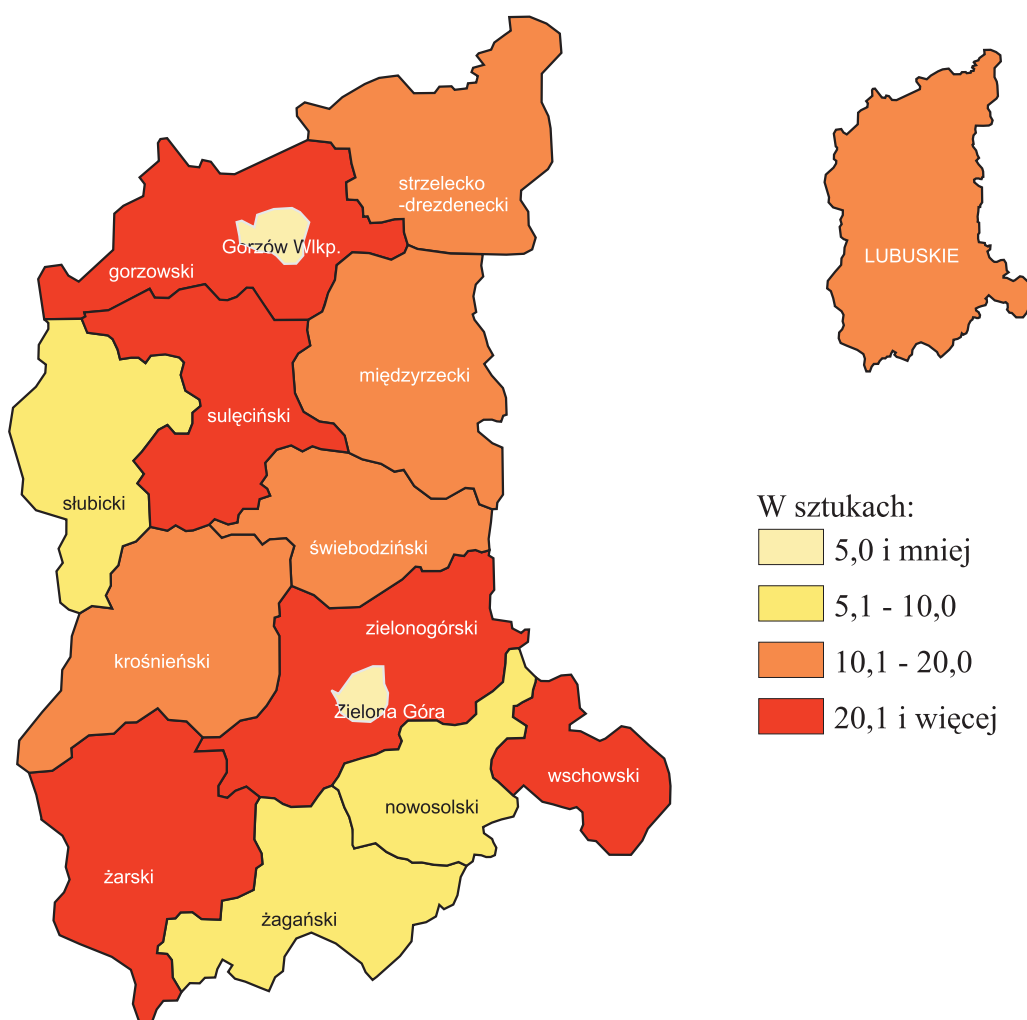 strzelecko
-drezdenecki
Gorzów Wlkp.
gorzowski
LUBUSKIE
międzyrzecki
sulęciński
słubicki
świebodziński
zielonogórski
krośnieński
Zielona Góra
wschowski
nowosolski
żarski
żagański
W sztukach:
5,0 i mniej
5,1 - 10,0
10,1 - 20,0
20,1 i więcej